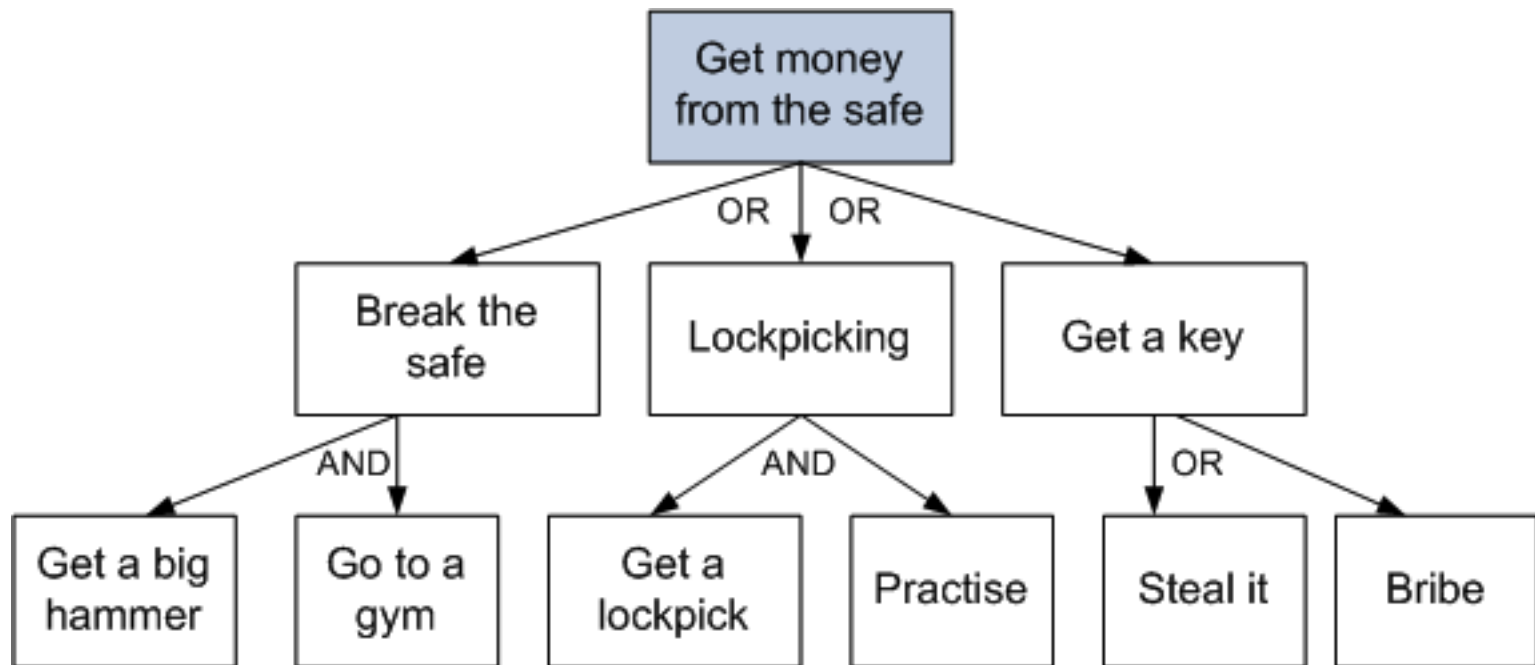 Get money
from the safe
OR
OR
Break the
safe
Lockpicking
Get a key
AND
AND
OR
Get a big
hammer
Go to a
gym
Get a
lockpick
Practise
Steal it
Bribe